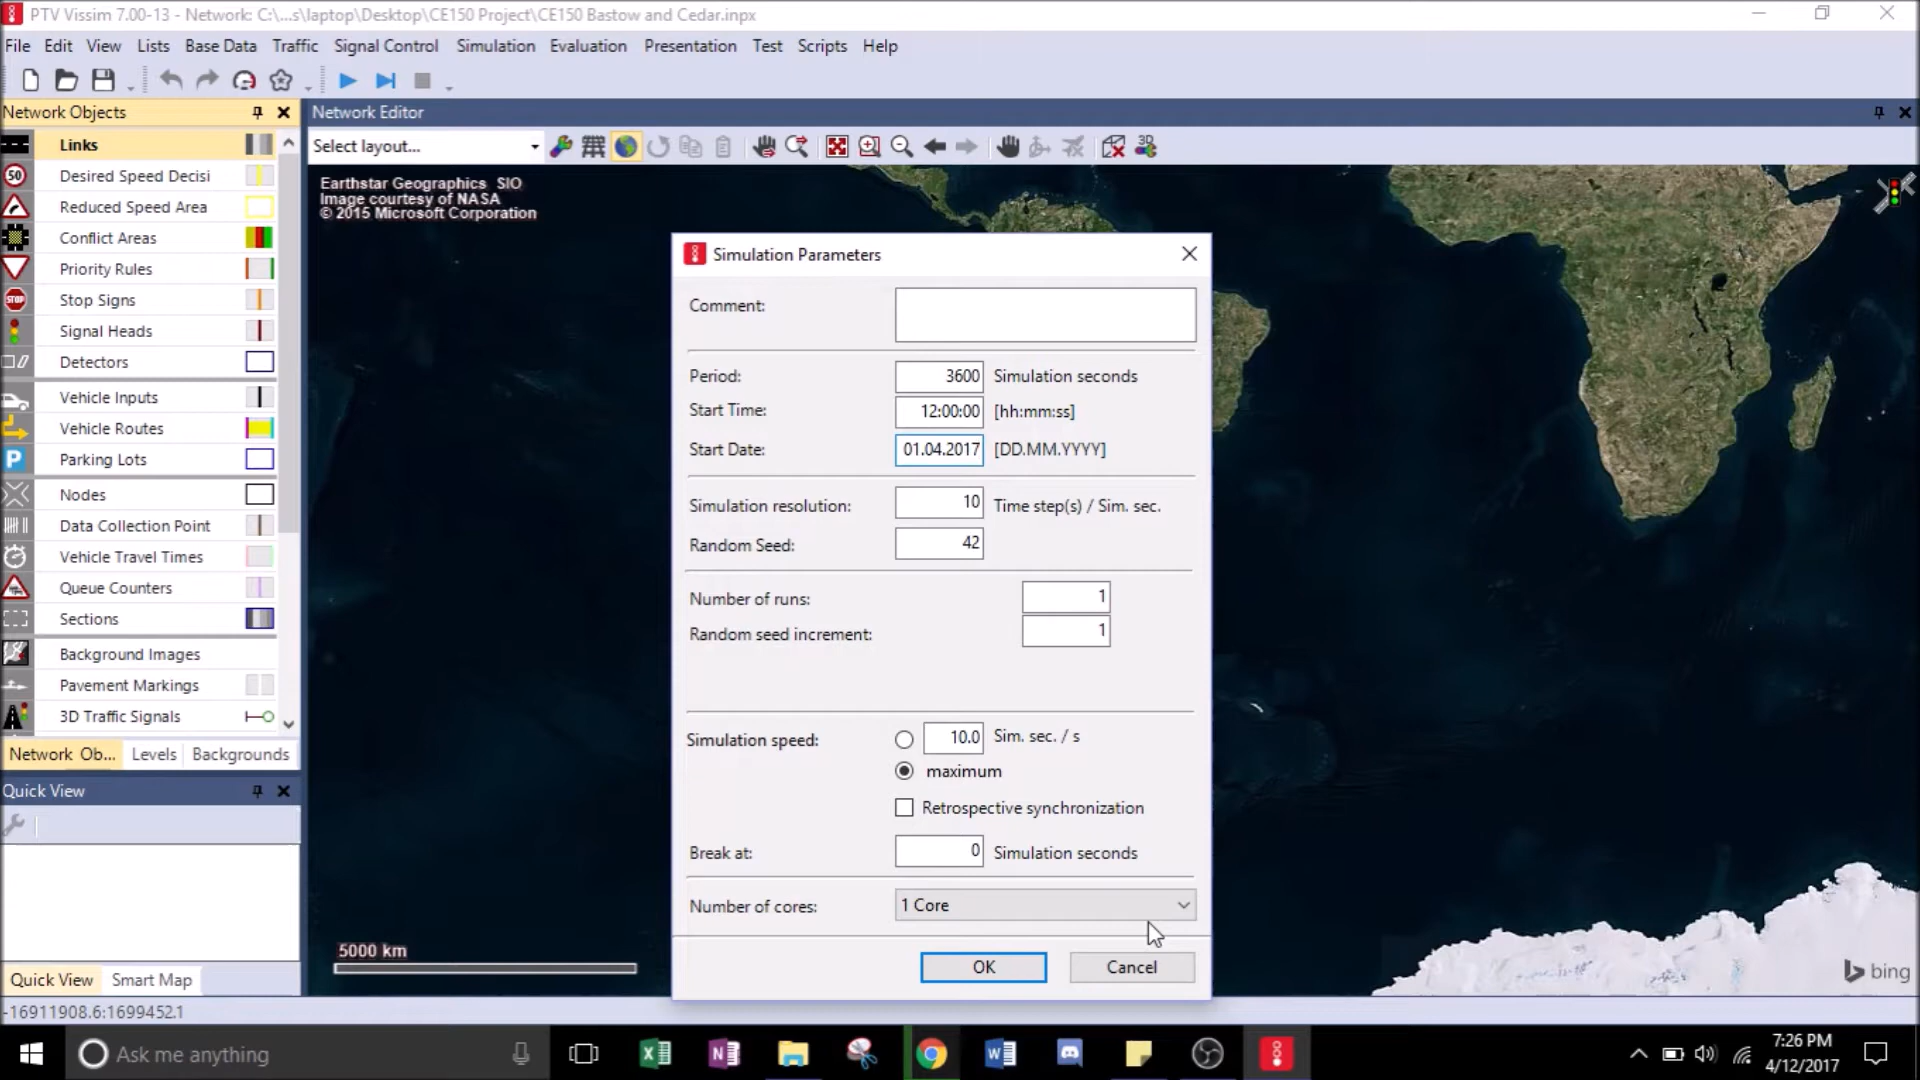 PTV Vissim 7.00-13 - Network: C:\...s\laptop\Desktop\CE150 Project\CE150 Bastow and Cedar.inpx
File Edit View Lists Base Data Traffic Signal Control Simulation Evaluation Presentation Test Scripts Help
Network Objects
Network Editor
Links
Select layout...
50
Desired Speed Decisi
Reduced Speed Area
Conflict Areas
Priority Rules
STOP
Stop Signs
Signal Heads
Detectors
Vehicle Inputs
Vehicle Routes
P
Parking Lots
Nodes
Data Collection Point
Vehicle Travel Times
Queue Counters
Sections
Background Images
Pavement Markings
3D Traffic Signals
Network Ob... Levels Backgrounds
Quick View
Quick View Smart Map
-16911908.6:1699452.1
3D
Earthstar Geographics SIO
Image courtesy of NASA
© 2015 Microsoft Corporation
Simulation Parameters
Comment:
Period: 3600 Simulation seconds
Start Time: 12:00:00 [hh:mm:ss]
Start Date: 01.04.2017 [DD.MM.YYYY]
Simulation resolution: 10 Time step(s) / Sim. sec.
Random Seed: 42
Number of runs: 1
Random seed increment: 1
Simulation speed: 10.0 Sim. sec. / s
maximum
Retrospective synchronization
Break at: 0 Simulation seconds
Number of cores: 1 Core
OK Cancel
5000 km
bing
Ask me anything
7:26 PM
4/12/2017